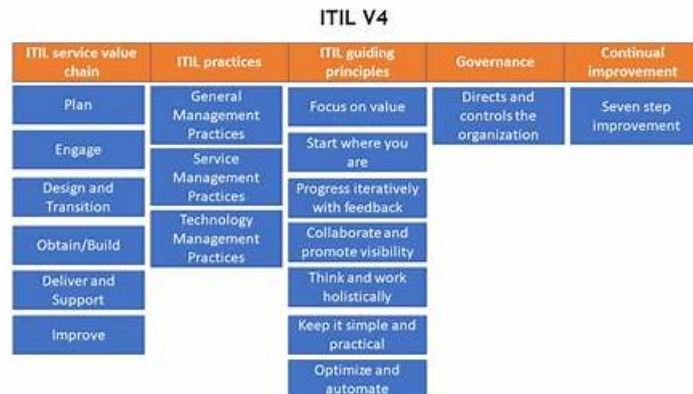 ITIL V4
ITIL service value
chain
ITIL practices
ITIL guiding
principles
Governance
Continual
improvement
Plan
Engage
Design and
Transition
Obtain/Build
Deliver and
Support
Improve
General
Management
Practices
Service
Management
Practices
Technology
Management
Practices
Focus on value
Start where you
are
Progress iteratively
with feedback
Collaborate and
promote visibility
Think and work
holistically
Keep it simple and
practical
Optimize and
automate
Directs and
controls the
organization
Seven step
improvement